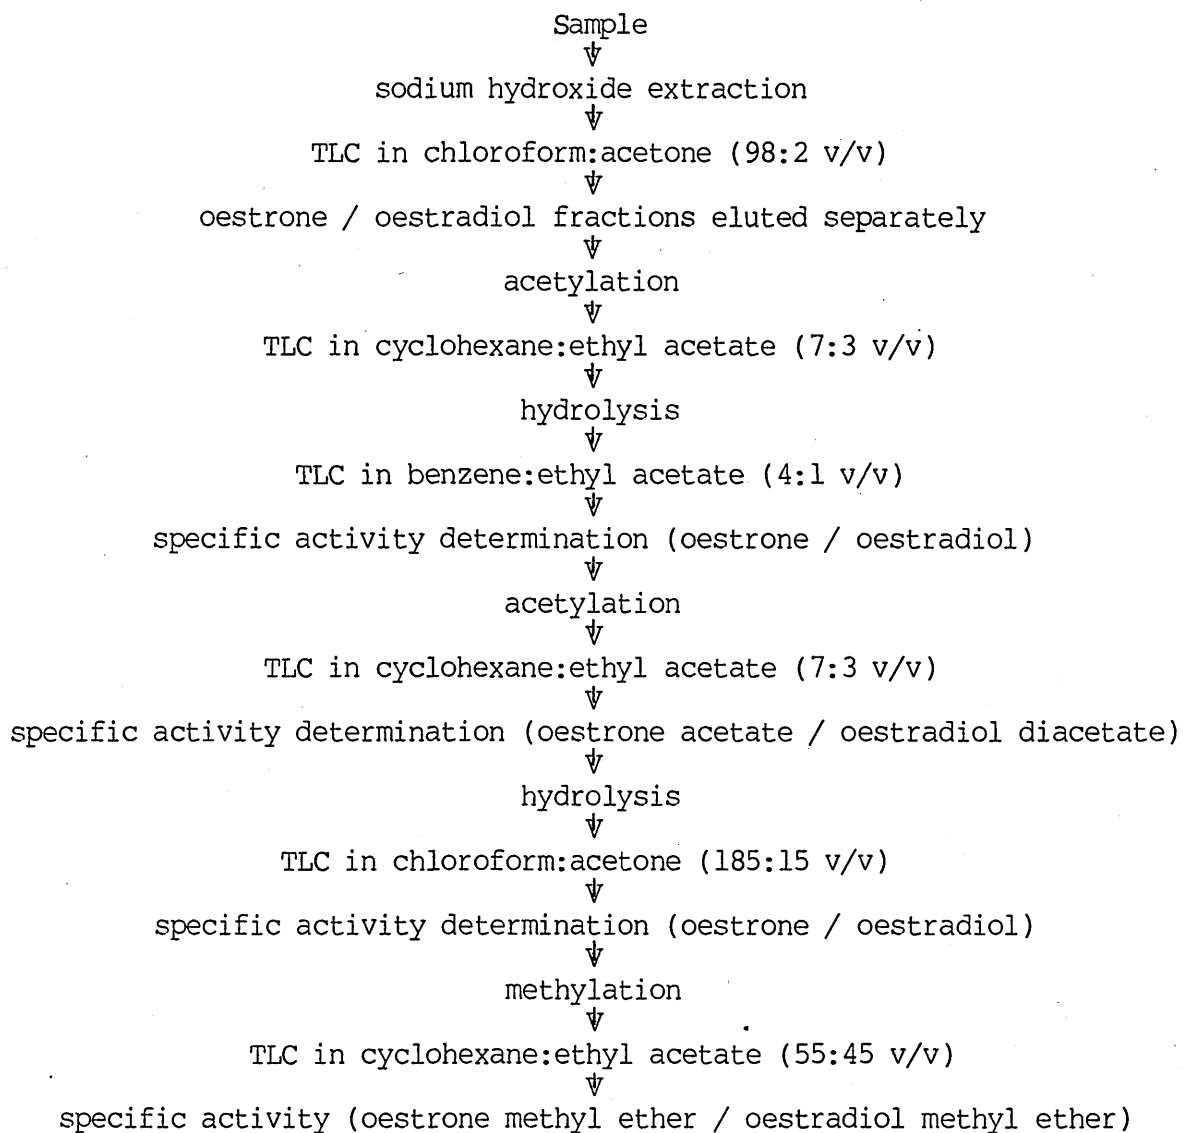 Sample
sodium hydroxide extraction
TLC in chloroform:acetone (98:2 v/v)
oestrone / oestradiol fractions eluted separately
acetylation
TLC in cyclohexane:ethyl acetate (7:3 v/v)
hydrolysis
TLC in benzene:ethyl acetate (4:1 v/v)
specific activity determination (oestrone / oestradiol)
acetylation
TLC in cyclohexane:ethyl acetate (7:3 v/v)
specific activity determination (oestrone acetate / oestradiol diacetate)
hydrolysis
TLC in chloroform:acetone (185:15 v/v)
specific activity determination (oestrone / oestradiol)
methylation
TLC in cyclohexane:ethyl acetate (55:45 v/v)
specific activity (oestrone methyl ether / oestradiol methyl ether)